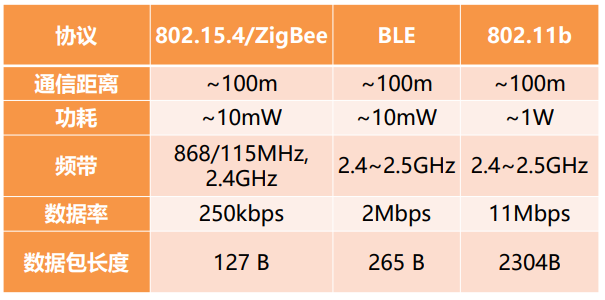 协议 802.15.4/ZigBee BLE 802.11b
通信距离 ~100m ~100m ~100m
功耗 ~10mW ~10mW ~1W
频带 868/115MHz, 2.4GHz 2.4~2.5GHz 2.4~2.5GHz
数据率 250kbps 2Mbps 11Mbps
数据包长度 127 B 265 B 2304B